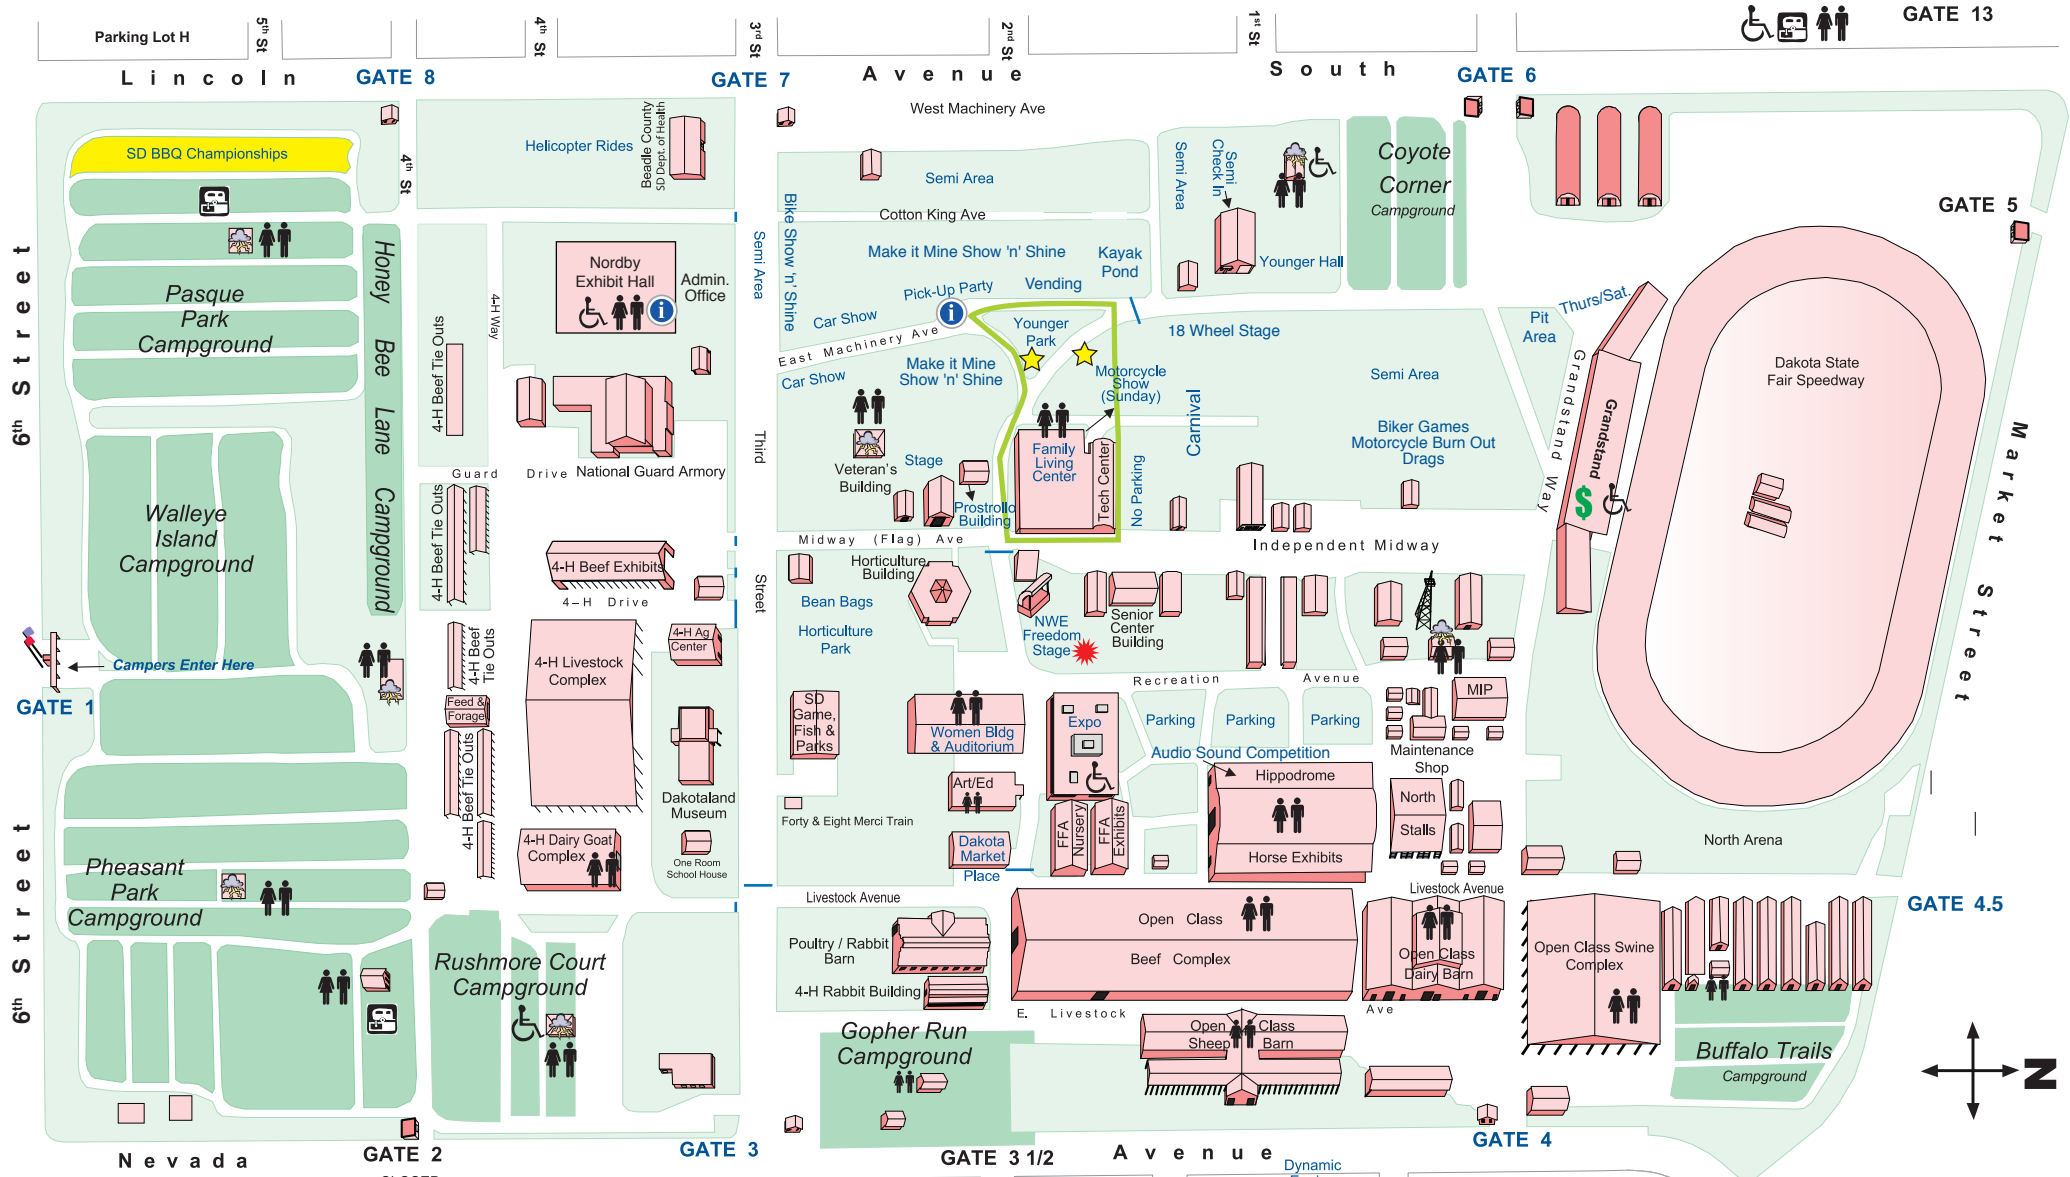 GATE 13
Parking Lot H
5th St
4th St
3rd St
2nd St
1st St
Lincoln
GATE 8
GATE 7
Avenue
South
GATE 6
West Machinery Ave
SD BBQ Championships
4th St
Helicopter Rides
Beadle County
SD Dept. of Health
Semi Area
Cotton King Ave
Semi Area
Semi
Check In
Younger Hall
Coyote
Corner
Campground
GATE 5
6th Street
Pasque
Park
Campground
Honey Bee Lane Campground
4-H Way
4-H Beef Tie Outs
Nordby
Exhibit Hall
i
Admin.
Office
Semi Area
Bike Show 'n' Shine
Make it Mine Show 'n' Shine
Kayak
Pond
Pick-Up Party
Vending
i
Car Show
East Machinery Ave
Car Show
Make it Mine
Show 'n' Shine
Younger
Park
Motorcycle
Show
(Sunday)
18 Wheel Stage
Semi Area
Biker Games
Motorcycle Burn Out
Drags
Pit
Area
Thurs/Sat.
Grandstand Way
Grandstand
$
Dakota State
Fair Speedway
Market Street
Guard Drive
National Guard Armory
Third
Street
Veteran's
Building
Stage
Prostrollo
Building
Family
Living
Center
Tech Center
No Parking
Carnival
Midway (Flag) Ave
Independent Midway
Walleye
Island
Campground
4-H Beef Tie Outs
4-H Beef Exhibits
4-H Drive
Horticulture
Building
Bean Bags
Horticulture
Park
NWE
Freedom
Stage
Senior
Center
Building
Recreation Avenue
Campers Enter Here
GATE 1
4-H Beef
Tie Outs
4-H Livestock
Complex
4-H Ag
Center
Feed &
Forage
4-H Beef Tie Outs
SD
Game,
Fish &
Parks
Women Bldg
& Auditorium
Expo
Parking
Parking
Parking
MIP
Audio Sound Competition
Maintenance
Shop
Hippodrome
Horse Exhibits
North
Stalls
North Arena
Dakotaland
Museum
Art/Ed
Forty & Eight Merci Train
FFA
Nursery
FFA
Exhibits
Dakota
Market
Place
One Room
School House
4-H Dairy Goat
Complex
6th Street
Pheasant
Park
Campground
Livestock Avenue
Livestock Avenue
GATE 4.5
Poultry / Rabbit
Barn
Open Class
Beef Complex
Open Class
Dairy Barn
Open Class Swine
Complex
4-H Rabbit Building
E. Livestock Ave
Rushmore Court
Campground
Gopher Run
Campground
Open Class
Sheep Barn
Buffalo Trails
Campground
N
Nevada
GATE 2
GATE 3
GATE 3 1/2
Avenue
GATE 4
Dynamic